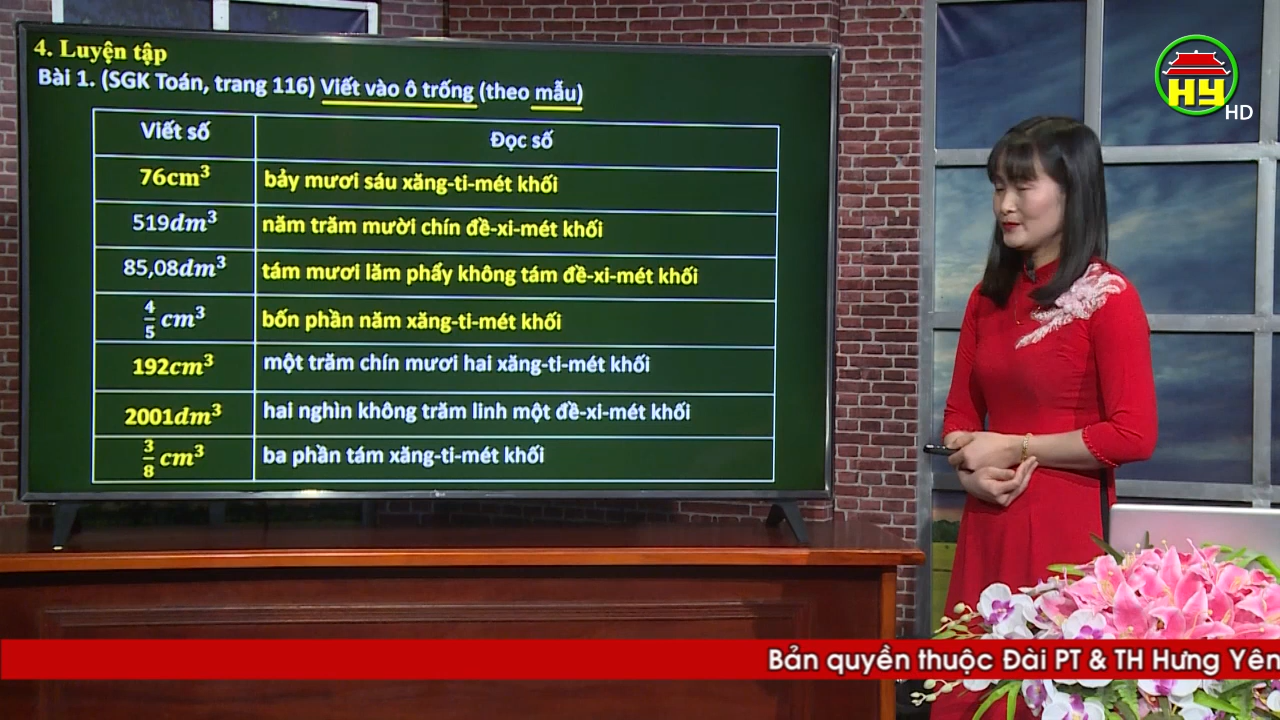 4. Luyện tập
Bài 1. (SGK Toán, trang 116) Viết vào ô trống (theo mẫu)
Viết số Đọc số
76cm³ bảy mươi sáu xăng-ti-mét khối
519dm³ năm trăm mười chín đề-xi-mét khối
85,08dm³ tám mươi lăm phẩy không tám đề-xi-mét khối
4/5 cm³ bốn phần năm xăng-ti-mét khối
192cm³ một trăm chín mươi hai xăng-ti-mét khối
2001dm³ hai nghìn không trăm linh một đề-xi-mét khối
3/8 cm³ ba phần tám xăng-ti-mét khối
HY
HD
Bản quyền thuộc Đài PT & TH Hưng Yên